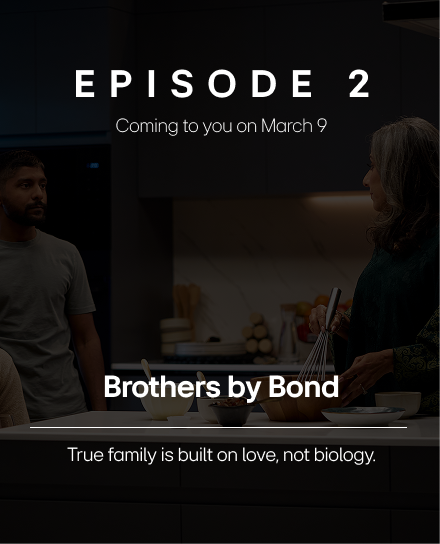 EPISODE 2
Coming to you on March 9
Brothers by Bond
True family is built on love, not biology.